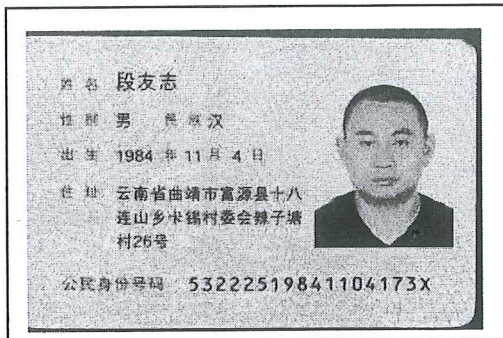 姓 名 段友志
性 别 男 民 族 汉
出 生 1984 年 11 月 4 日
住 址 云南省曲靖市富源县十八
连山乡卡锡村委会辣子塘
村26号
公民身份号码 53222519841104173X